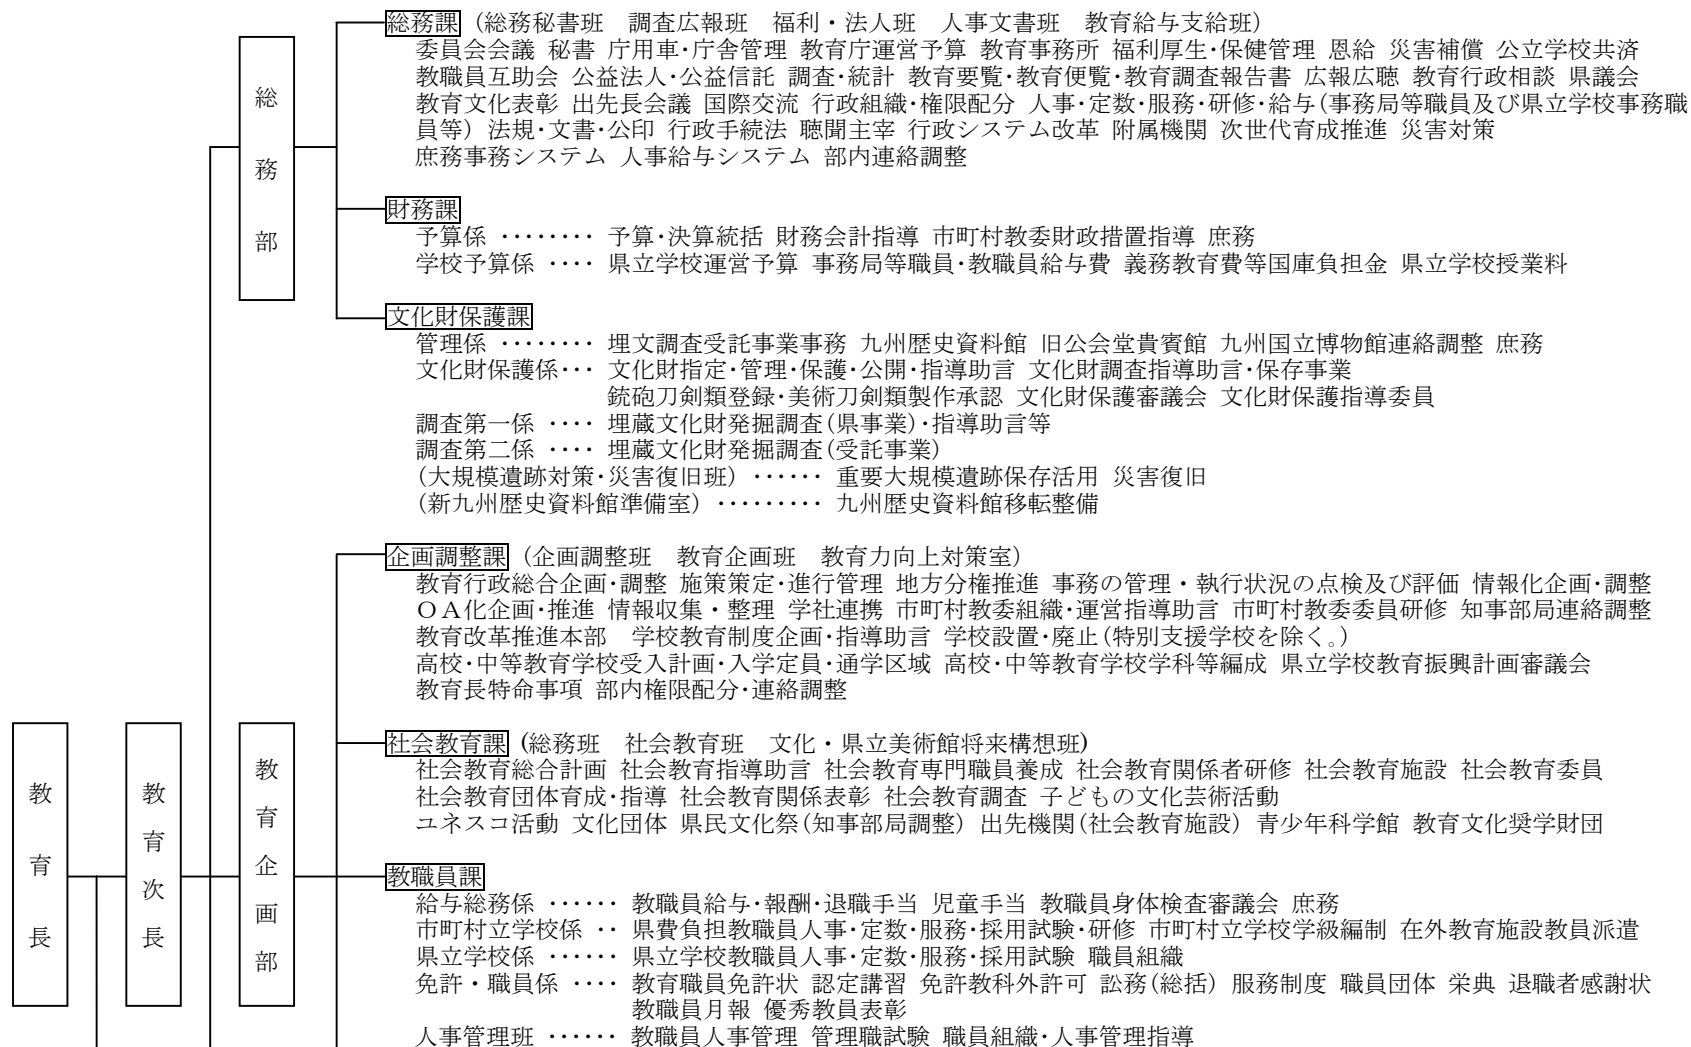 総務課 (総務秘書班　調査広報班　福利・法人班　人事文書班　教育給与支給班)
委員会会議 秘書 庁用車・庁舎管理 教育庁運営予算 教育事務所 福利厚生・保健管理 恩給 災害補償 公立学校共済
教職員互助会 公益法人・公益信託 調査・統計 教育要覧・教育便覧・教育調査報告書 広報広聴 教育行政相談 県議会
教育文化表彰 出先長会議 国際交流 行政組織・権限配分 人事・定数・服務・研修・給与(事務局等職員及び県立学校事務職
員等) 法規・文書・公印 行政手続法 聴聞主宰 行政システム改革 附属機関 次世代育成推進 災害対策
庶務事務システム 人事給与システム 部内連絡調整
総務部
財務課
予算係 ‥‥‥‥ 予算・決算統括 財務会計指導 市町村教委財政措置指導 庶務
学校予算係 ‥‥ 県立学校運営予算 事務局等職員・教職員給与費 義務教育費等国庫負担金 県立学校授業料
文化財保護課
管理係 ‥‥‥‥ 埋文調査受託事業事務 九州歴史資料館 旧公会堂貴賓館 九州国立博物館連絡調整 庶務
文化財保護係‥・ 文化財指定・管理・保護・公開・指導助言 文化財調査指導助言・保存事業
銃砲刀剣類登録・美術刀剣類製作承認 文化財保護審議会 文化財保護指導委員
調査第一係 ‥‥ 埋蔵文化財発掘調査(県事業)・指導助言等
調査第二係 ‥‥ 埋蔵文化財発掘調査(受託事業)
(大規模遺跡対策・災害復旧班) ‥‥‥ 重要大規模遺跡保存活用 災害復旧
(新九州歴史資料館準備室) ‥‥‥‥・ 九州歴史資料館移転整備
企画調整課 (企画調整班　教育企画班　教育力向上対策室)
教育行政総合企画・調整 施策策定・進行管理 地方分権推進 事務の管理・執行状況の点検及び評価 情報化企画・調整
ＯＡ化企画・推進 情報収集・整理 学社連携 市町村教委組織・運営指導助言 市町村教委委員研修 知事部局連絡調整
教育改革推進本部　学校教育制度企画・指導助言 学校設置・廃止(特別支援学校を除く。)
高校・中等教育学校受入計画・入学定員・通学区域 高校・中等教育学校学科等編成 県立学校教育振興計画審議会
教育長特命事項 部内権限配分・連絡調整
教育長
教育次長
教育企画部
社会教育課 (総務班　社会教育班　文化・県立美術館将来構想班)
社会教育総合計画 社会教育指導助言 社会教育専門職員養成 社会教育関係者研修 社会教育施設 社会教育委員
社会教育団体育成・指導 社会教育関係表彰 社会教育調査 子どもの文化芸術活動
ユネスコ活動 文化団体 県民文化祭(知事部局調整) 出先機関(社会教育施設) 青少年科学館 教育文化奨学財団
教職員課
給与総務係 ‥‥‥ 教職員給与・報酬・退職手当 児童手当 教職員身体検査審議会 庶務
市町村立学校係 ‥ 県費負担教職員人事・定数・服務・採用試験・研修 市町村立学校学級編制 在外教育施設教員派遣
県立学校係 ‥‥‥ 県立学校教職員人事・定数・服務・採用試験 職員組織
免許・職員係 ‥‥ 教育職員免許状 認定講習 免許教科外許可 訟務(総括) 服務制度 職員団体 栄典 退職者感謝状
教職員月報 優秀教員表彰
人事管理班 ‥‥‥ 教職員人事管理 管理職試験 職員組織・人事管理指導